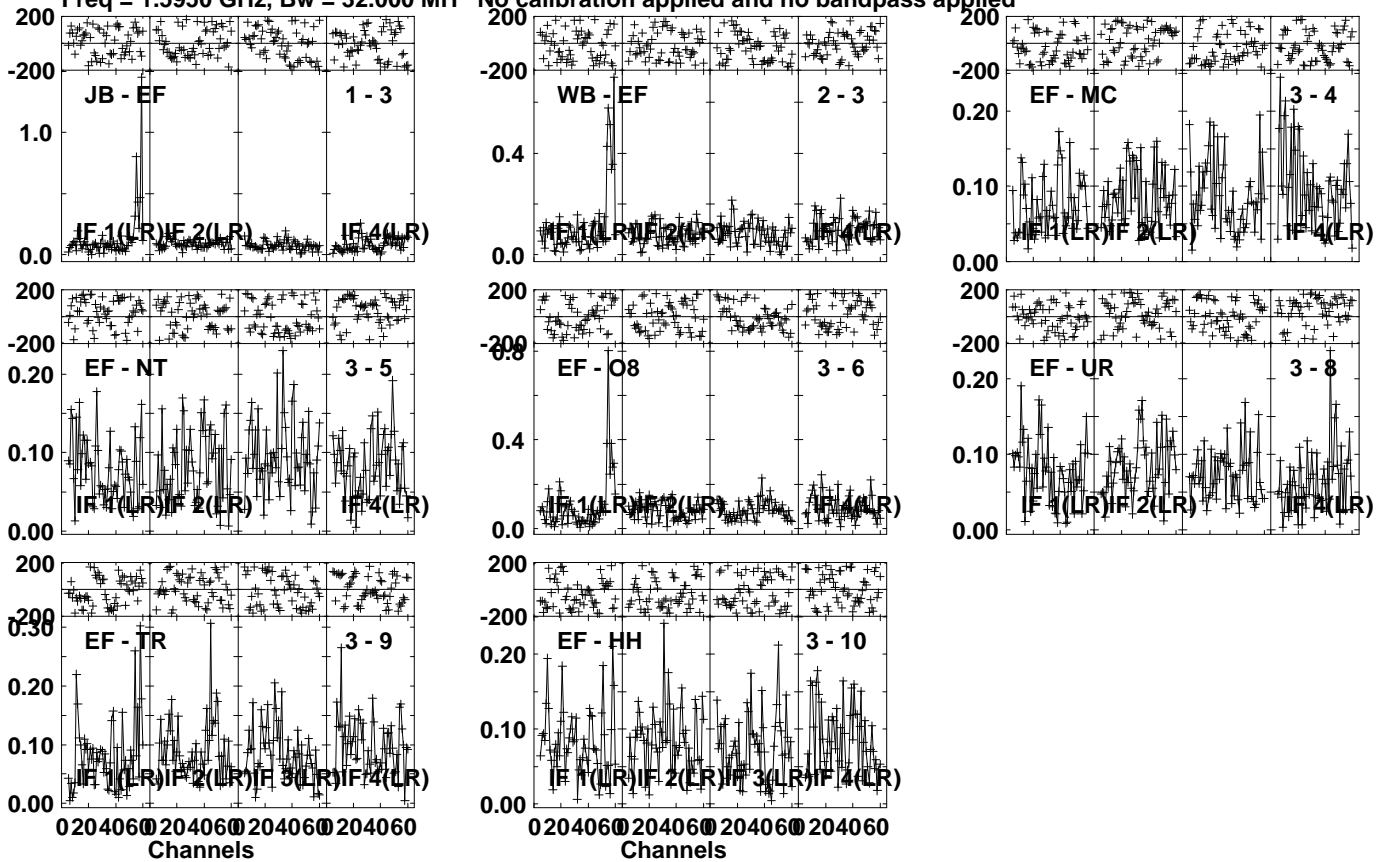 Freq = 1.5950 GHz, Bw = 32.000 MH No calibration applied and no bandpass applied
200
-200
JB - EF 1 - 3
1.0
0.0
IF 1(LR) IF 2(LR) IF 4(LR)
WB - EF 2 - 3
0.4
0.0
IF 1(LR) IF 2(LR) IF 4(LR)
200
-200
EF - MC 3 - 4
0.20
0.10
0.00
IF 1(LR) IF 2(LR) IF 4(LR)
200
-200
EF - NT 3 - 5
0.20
0.10
0.00
IF 1(LR) IF 2(LR) IF 4(LR)
200
-200
0.8
EF - O8 3 - 6
0.4
0.0
IF 1(LR) IF 2(LR) IF 4(LR)
200
-200
EF - UR 3 - 8
0.20
0.10
0.00
IF 1(LR) IF 2(LR) IF 4(LR)
200
-200
0.30
EF - TR 3 - 9
0.20
0.10
0.00
IF 1(LR) IF 2(LR) IF 3(LR) IF 4(LR)
0 20 40 60 0 20 40 60 0 20 40 60 0 20 40 60
Channels
200
-200
EF - HH 3 - 10
0.20
0.10
0.00
IF 1(LR) IF 2(LR) IF 3(LR) IF 4(LR)
0 20 40 60 0 20 40 60 0 20 40 60 0 20 40 60
Channels